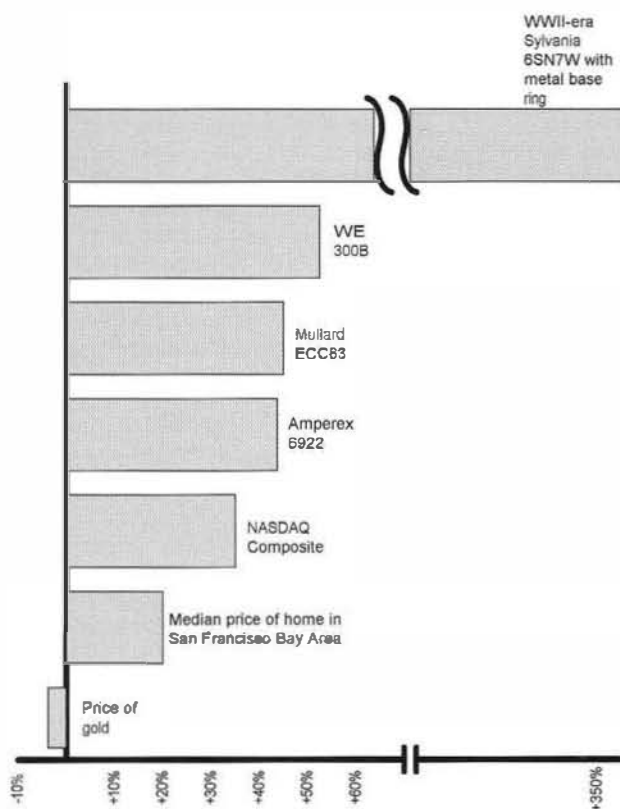 WWII-era
Sylvania
6SN7W with
metal base
ring
WE
300B
Mullard
ECC83
Amperex
6922
NASDAQ
Composite
Median price of home in
San Francisco Bay Area
Price of
gold
-10%
+10%
+20%
+30%
+40%
+50%
+60%
+350%